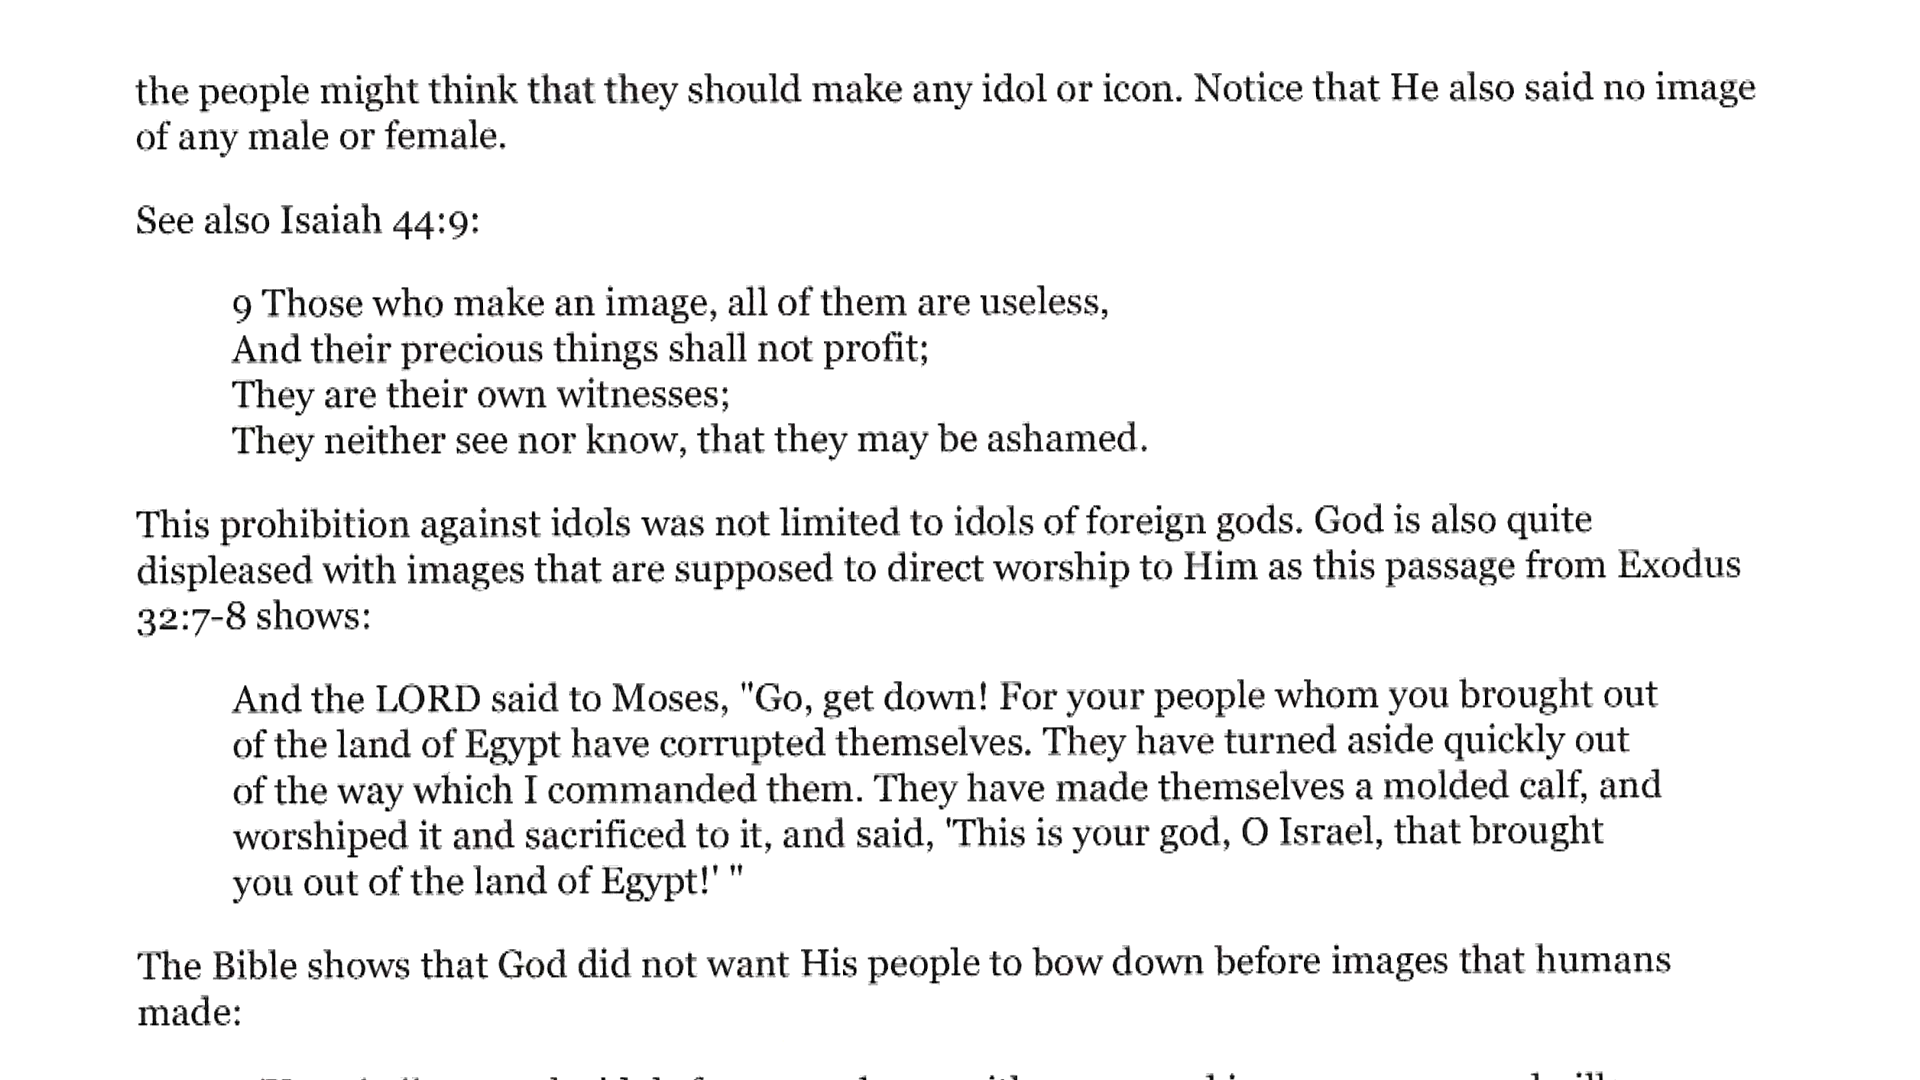 the people might think that they should make any idol or icon. Notice that He also said no image
of any male or female.
See also Isaiah 44:9:
9 Those who make an image, all of them are useless,
And their precious things shall not profit;
They are their own witnesses;
They neither see nor know, that they may be ashamed.
This prohibition against idols was not limited to idols of foreign gods. God is also quite
displeased with images that are supposed to direct worship to Him as this passage from Exodus
32:7-8 shows:
And the LORD said to Moses, "Go, get down! For your people whom you brought out
of the land of Egypt have corrupted themselves. They have turned aside quickly out
of the way which I commanded them. They have made themselves a molded calf, and
worshiped it and sacrificed to it, and said, 'This is your god, O Israel, that brought
you out of the land of Egypt!' "
The Bible shows that God did not want His people to bow down before images that humans
made: